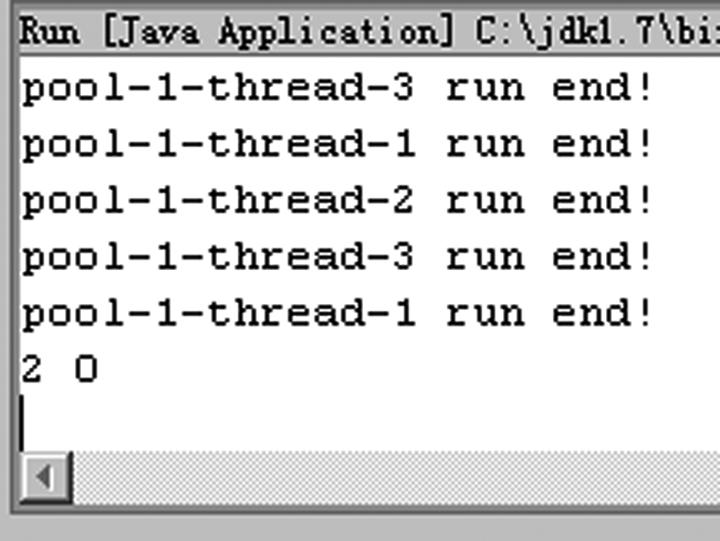 Run [Java Application] C:\jdk1.7\bi
pool-1-thread-3 run end!
pool-1-thread-1 run end!
pool-1-thread-2 run end!
pool-1-thread-3 run end!
pool-1-thread-1 run end!
2 0